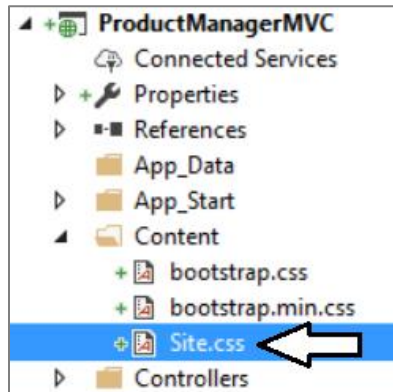 ProductManagerMVC
Connected Services
Properties
References
App_Data
App_Start
Content
bootstrap.css
bootstrap.min.css
Site.css
Controllers